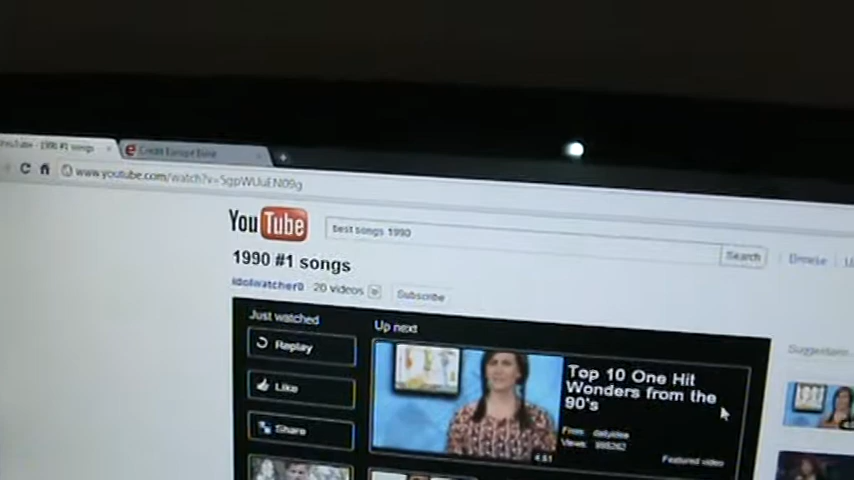 YouTube - 1990 #1 songs
Credit Europe Bank
www.youtube.com/watch?v=5gpWUuEN09g
YouTube
best songs 1990
Search
Browse
1990 #1 songs
idolwatcher0
20 videos
Subscribe
Just watched
Up next
Replay
Like
Share
Top 10 One Hit
Wonders from the
90's
From:
Views:
Featured video
Suggestions